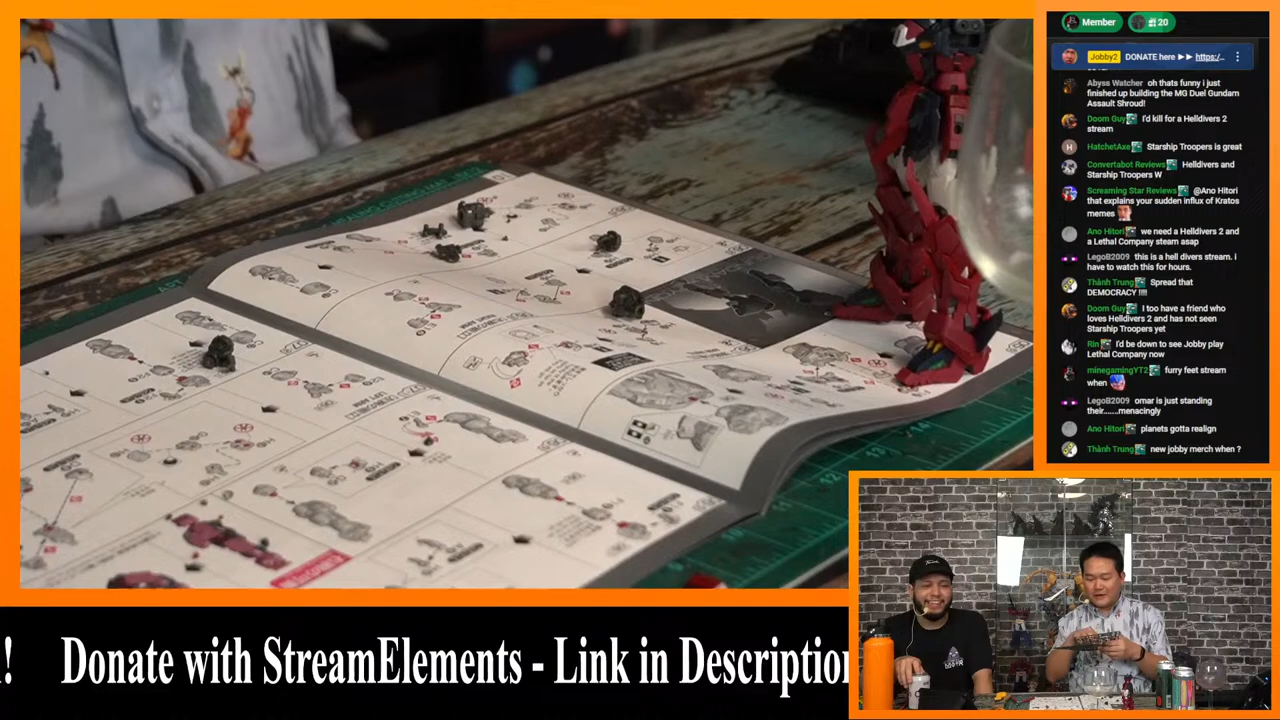 Member
20
Jobby2 DONATE here ►► https:/...
Abyss Watcher oh thats funny i just
finished up building the MG Duel Gundam
Assault Shroud!
Doom Guy I'd kill for a Helldivers 2
stream
H HatchetAxe Starship Troopers is great
Convertabot Reviews Helldivers and
Starship Troopers W
Screaming Star Reviews @Ano Hitori
that explains your sudden influx of Kratos
memes
Ano Hitori we need a Helldivers 2 and
a Lethal Company steam asap
LegoB2009 this is a hell divers stream. i
have to watch this for hours.
Thành Trung Spread that
DEMOCRACY !!!!
Doom Guy I too have a friend who
loves Helldivers 2 and has not seen
Starship Troopers yet
Rin I'd be down to see Jobby play
Lethal Company now
minegamingYT2 furry feet stream
when
LegoB2009 omar is just standing
their.......menacingly
Ano Hitori planets gotta realign
Thành Trung new jobby merch when ?
! Donate with StreamElements - Link in Description